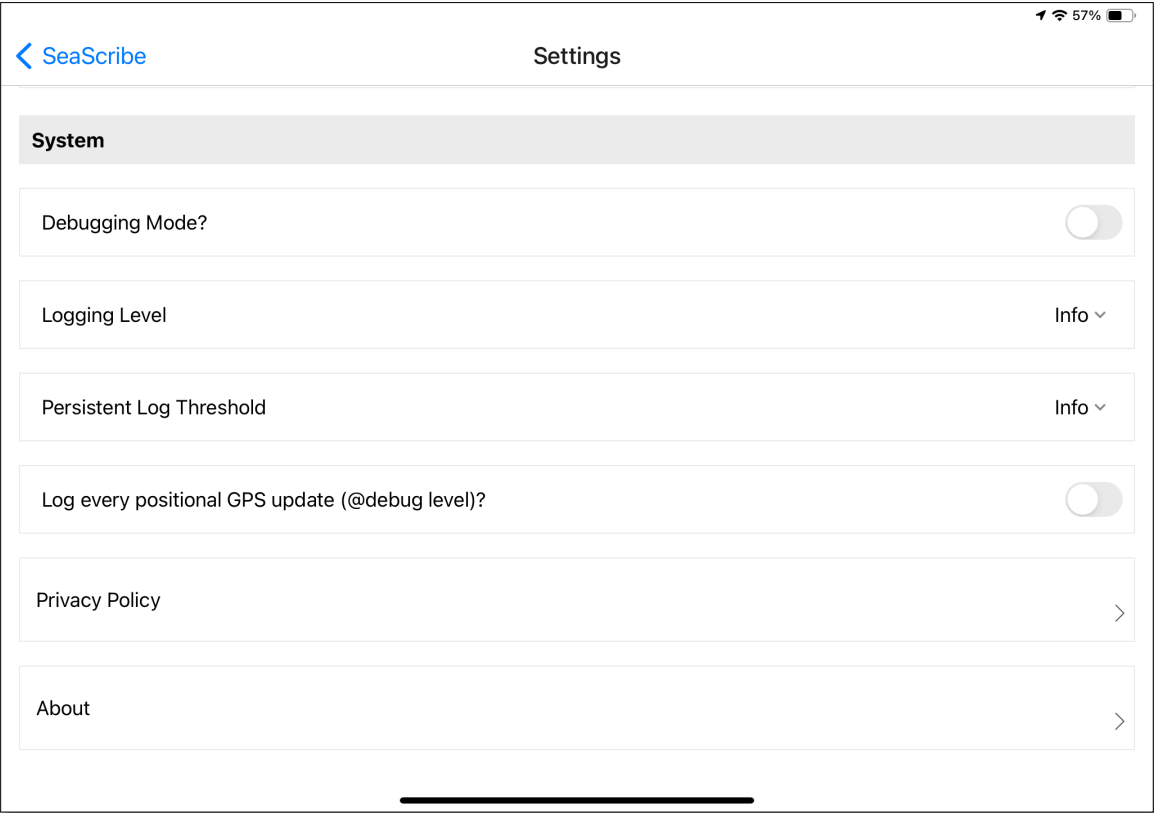 57%
SeaScribe
Settings
System
Debugging Mode?
Logging Level
Info
Persistent Log Threshold
Info
Log every positional GPS update (@debug level)?
Privacy Policy
About